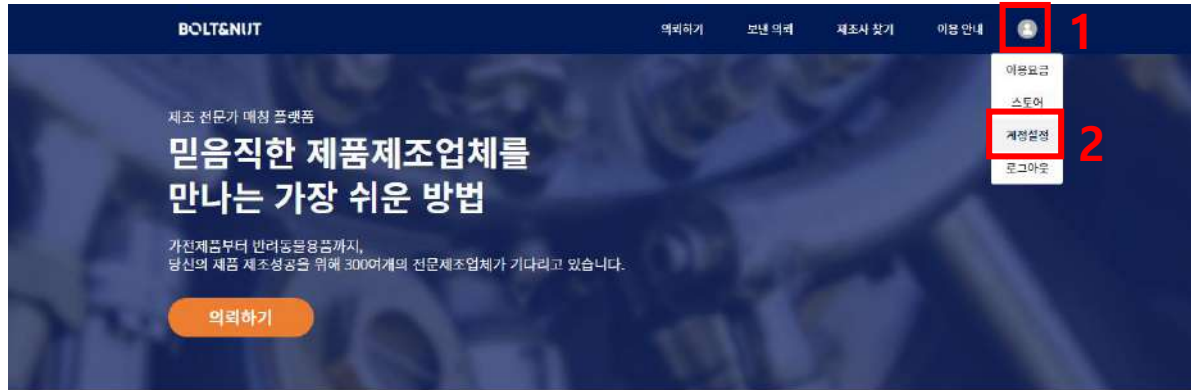 BOLT&NUT
의뢰하기
보낸 의뢰
제조사 찾기
이용 안내
1
이용요금
스토어
계정설정
2
로그아웃
제조 전문가 매칭 플랫폼
믿음직한 제품제조업체를
만나는 가장 쉬운 방법
가전제품부터 반려동물용품까지,
당신의 제품 제조성공을 위해 300여개의 전문제조업체가 기다리고 있습니다.
의뢰하기